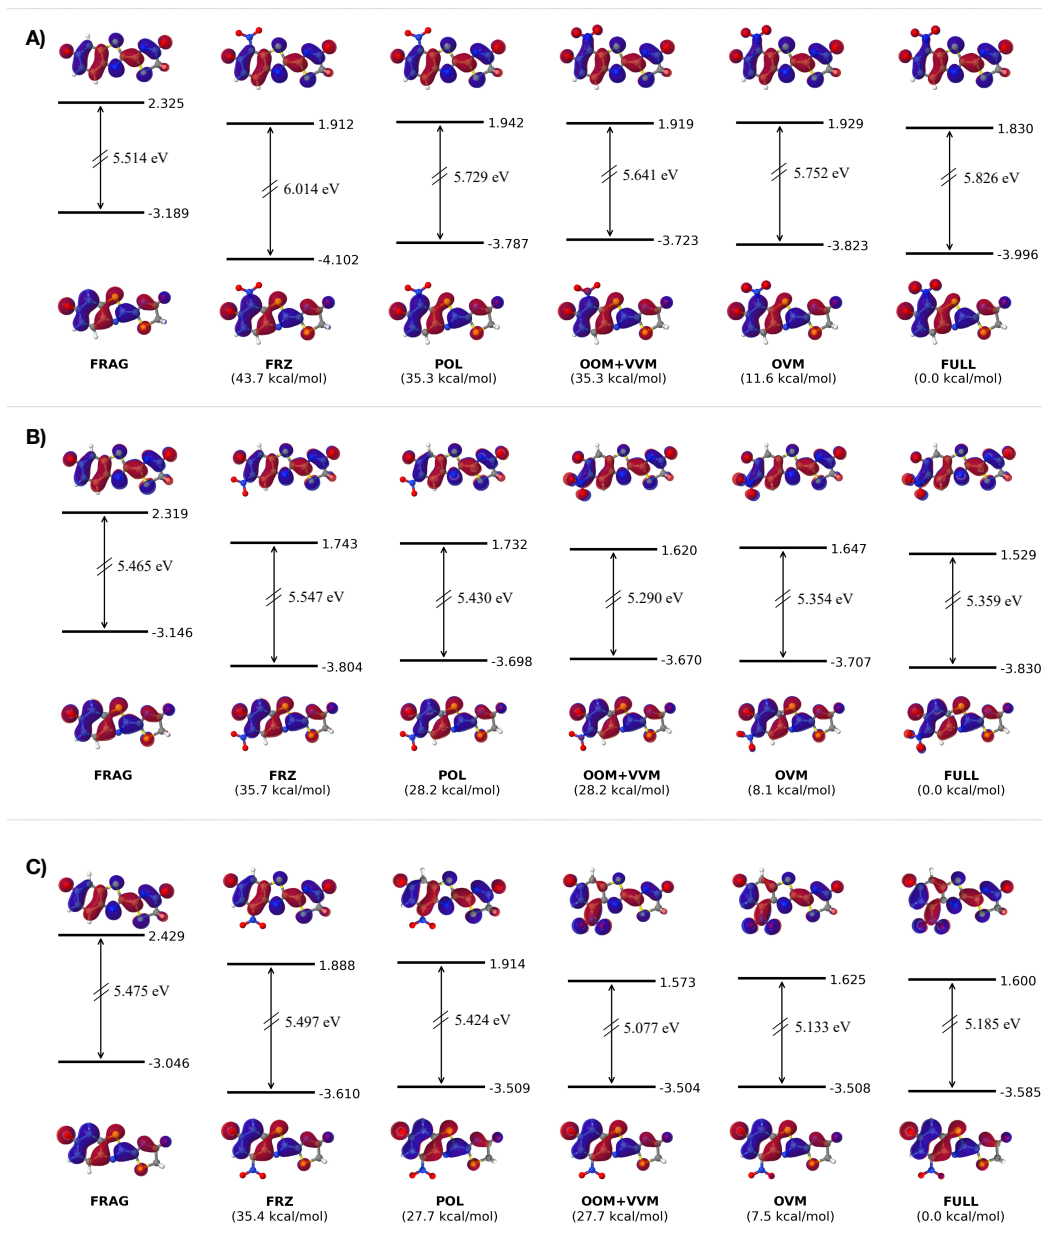 A)
2.325
5.514 eV
-3.189
FRAG
1.912
6.014 eV
-4.102
FRZ
(43.7 kcal/mol)
1.942
5.729 eV
-3.787
POL
(35.3 kcal/mol)
1.919
5.641 eV
-3.723
OOM+VVM
(35.3 kcal/mol)
1.929
5.752 eV
-3.823
OVM
(11.6 kcal/mol)
1.830
5.826 eV
-3.996
FULL
(0.0 kcal/mol)
B)
2.319
5.465 eV
-3.146
FRAG
1.743
5.547 eV
-3.804
FRZ
(35.7 kcal/mol)
1.732
5.430 eV
-3.698
POL
(28.2 kcal/mol)
1.620
5.290 eV
-3.670
OOM+VVM
(28.2 kcal/mol)
1.647
5.354 eV
-3.707
OVM
(8.1 kcal/mol)
1.529
5.359 eV
-3.830
FULL
(0.0 kcal/mol)
C)
2.429
5.475 eV
-3.046
FRAG
1.888
5.497 eV
-3.610
FRZ
(35.4 kcal/mol)
1.914
5.424 eV
-3.509
POL
(27.7 kcal/mol)
1.573
5.077 eV
-3.504
OOM+VVM
(27.7 kcal/mol)
1.625
5.133 eV
-3.508
OVM
(7.5 kcal/mol)
1.600
5.185 eV
-3.585
FULL
(0.0 kcal/mol)